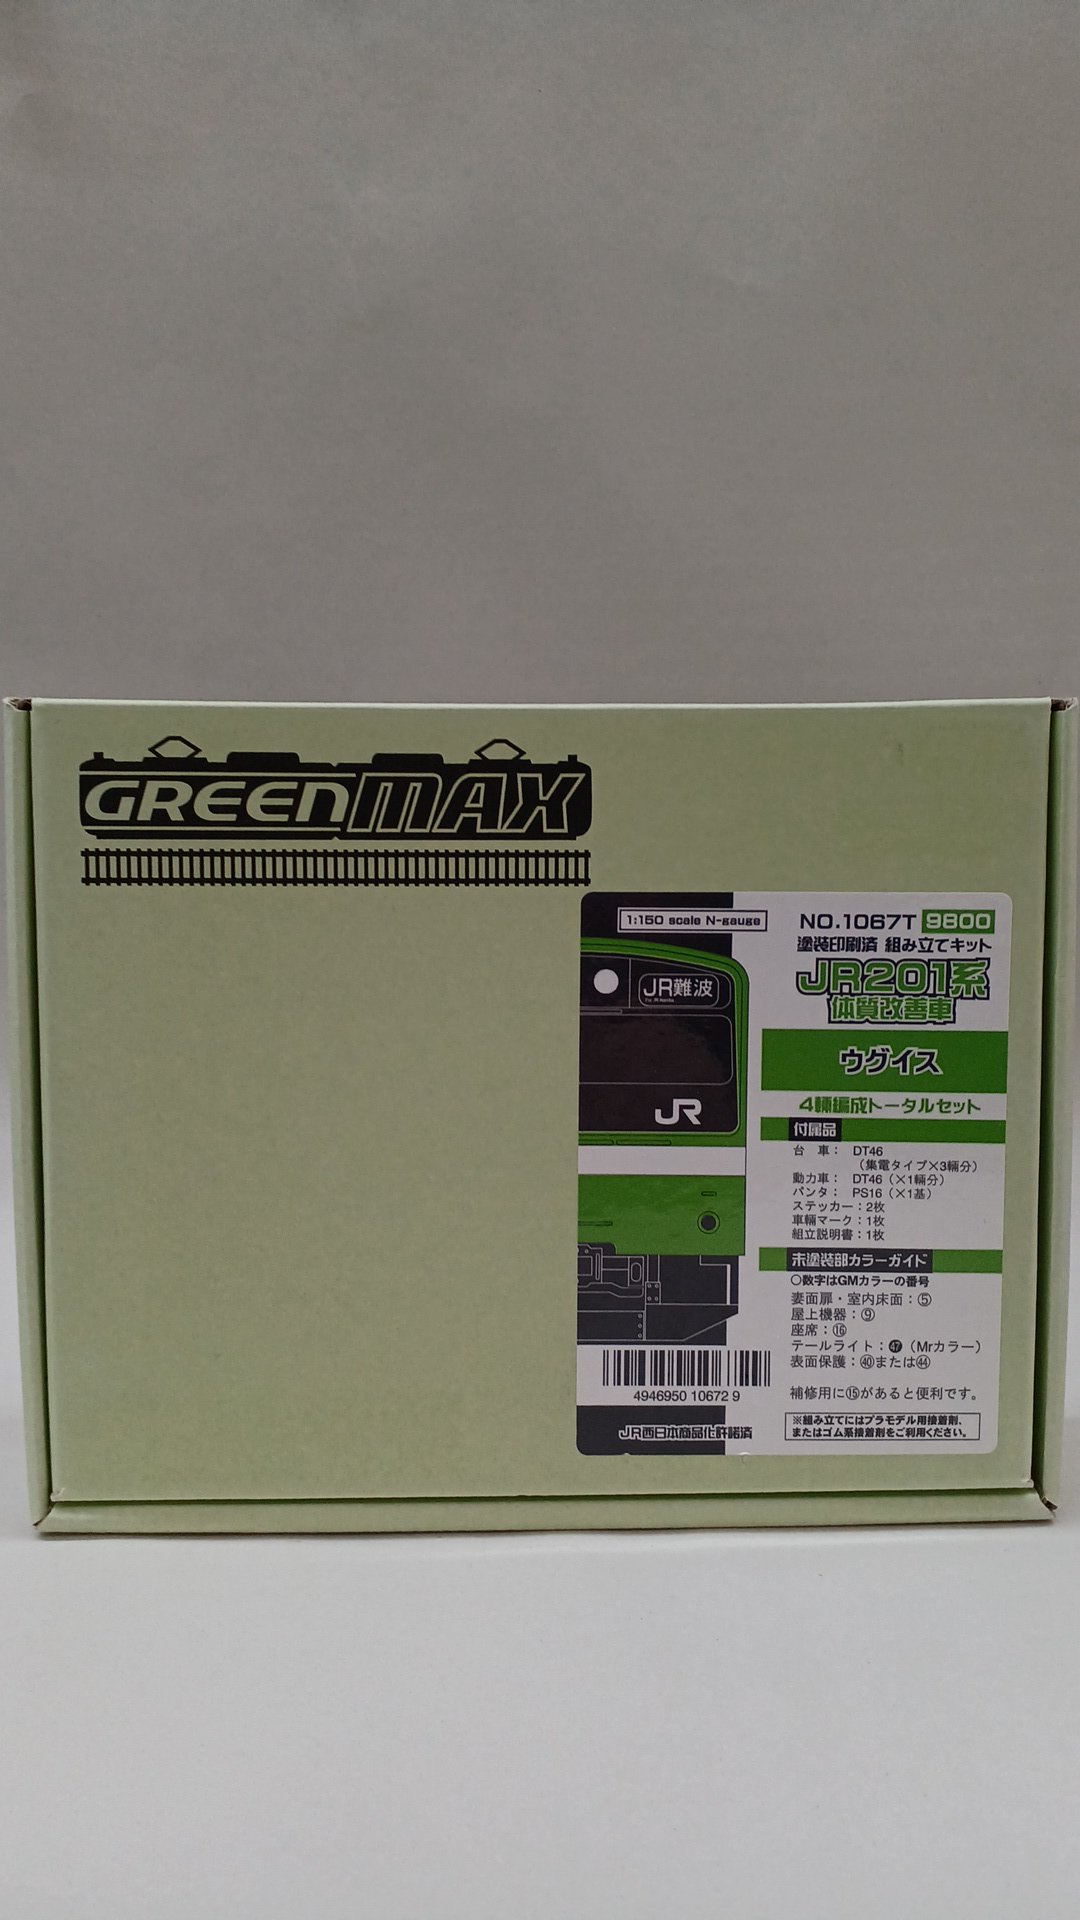 GREENMAX
1:150 scale N-gauge
NO.1067T 9800
塗装印刷済 組み立てキット
JR201系
体質改善車
ウグイス
4輛編成トータルセット
付属品
台 車： DT46
（集電タイプ×3輛分）
動力車： DT46（×1輛分）
パンタ： PS16（×1基）
ステッカー：2枚
車輛マーク：1枚
組立説明書：1枚
未塗装部カラーガイド
○数字はGMカラーの番号
妻面扉・室内床面：⑤
屋上機器：⑨
座席：⑯
テールライト：㊼（Mrカラー）
表面保護：㊵または㊹
補修用に⑮があると便利です。
※組み立てにはプラモデル用接着剤、
またはゴム系接着剤をご利用ください。
JR難波
JR
4946950 10672 9
JR西日本商品化許諾済